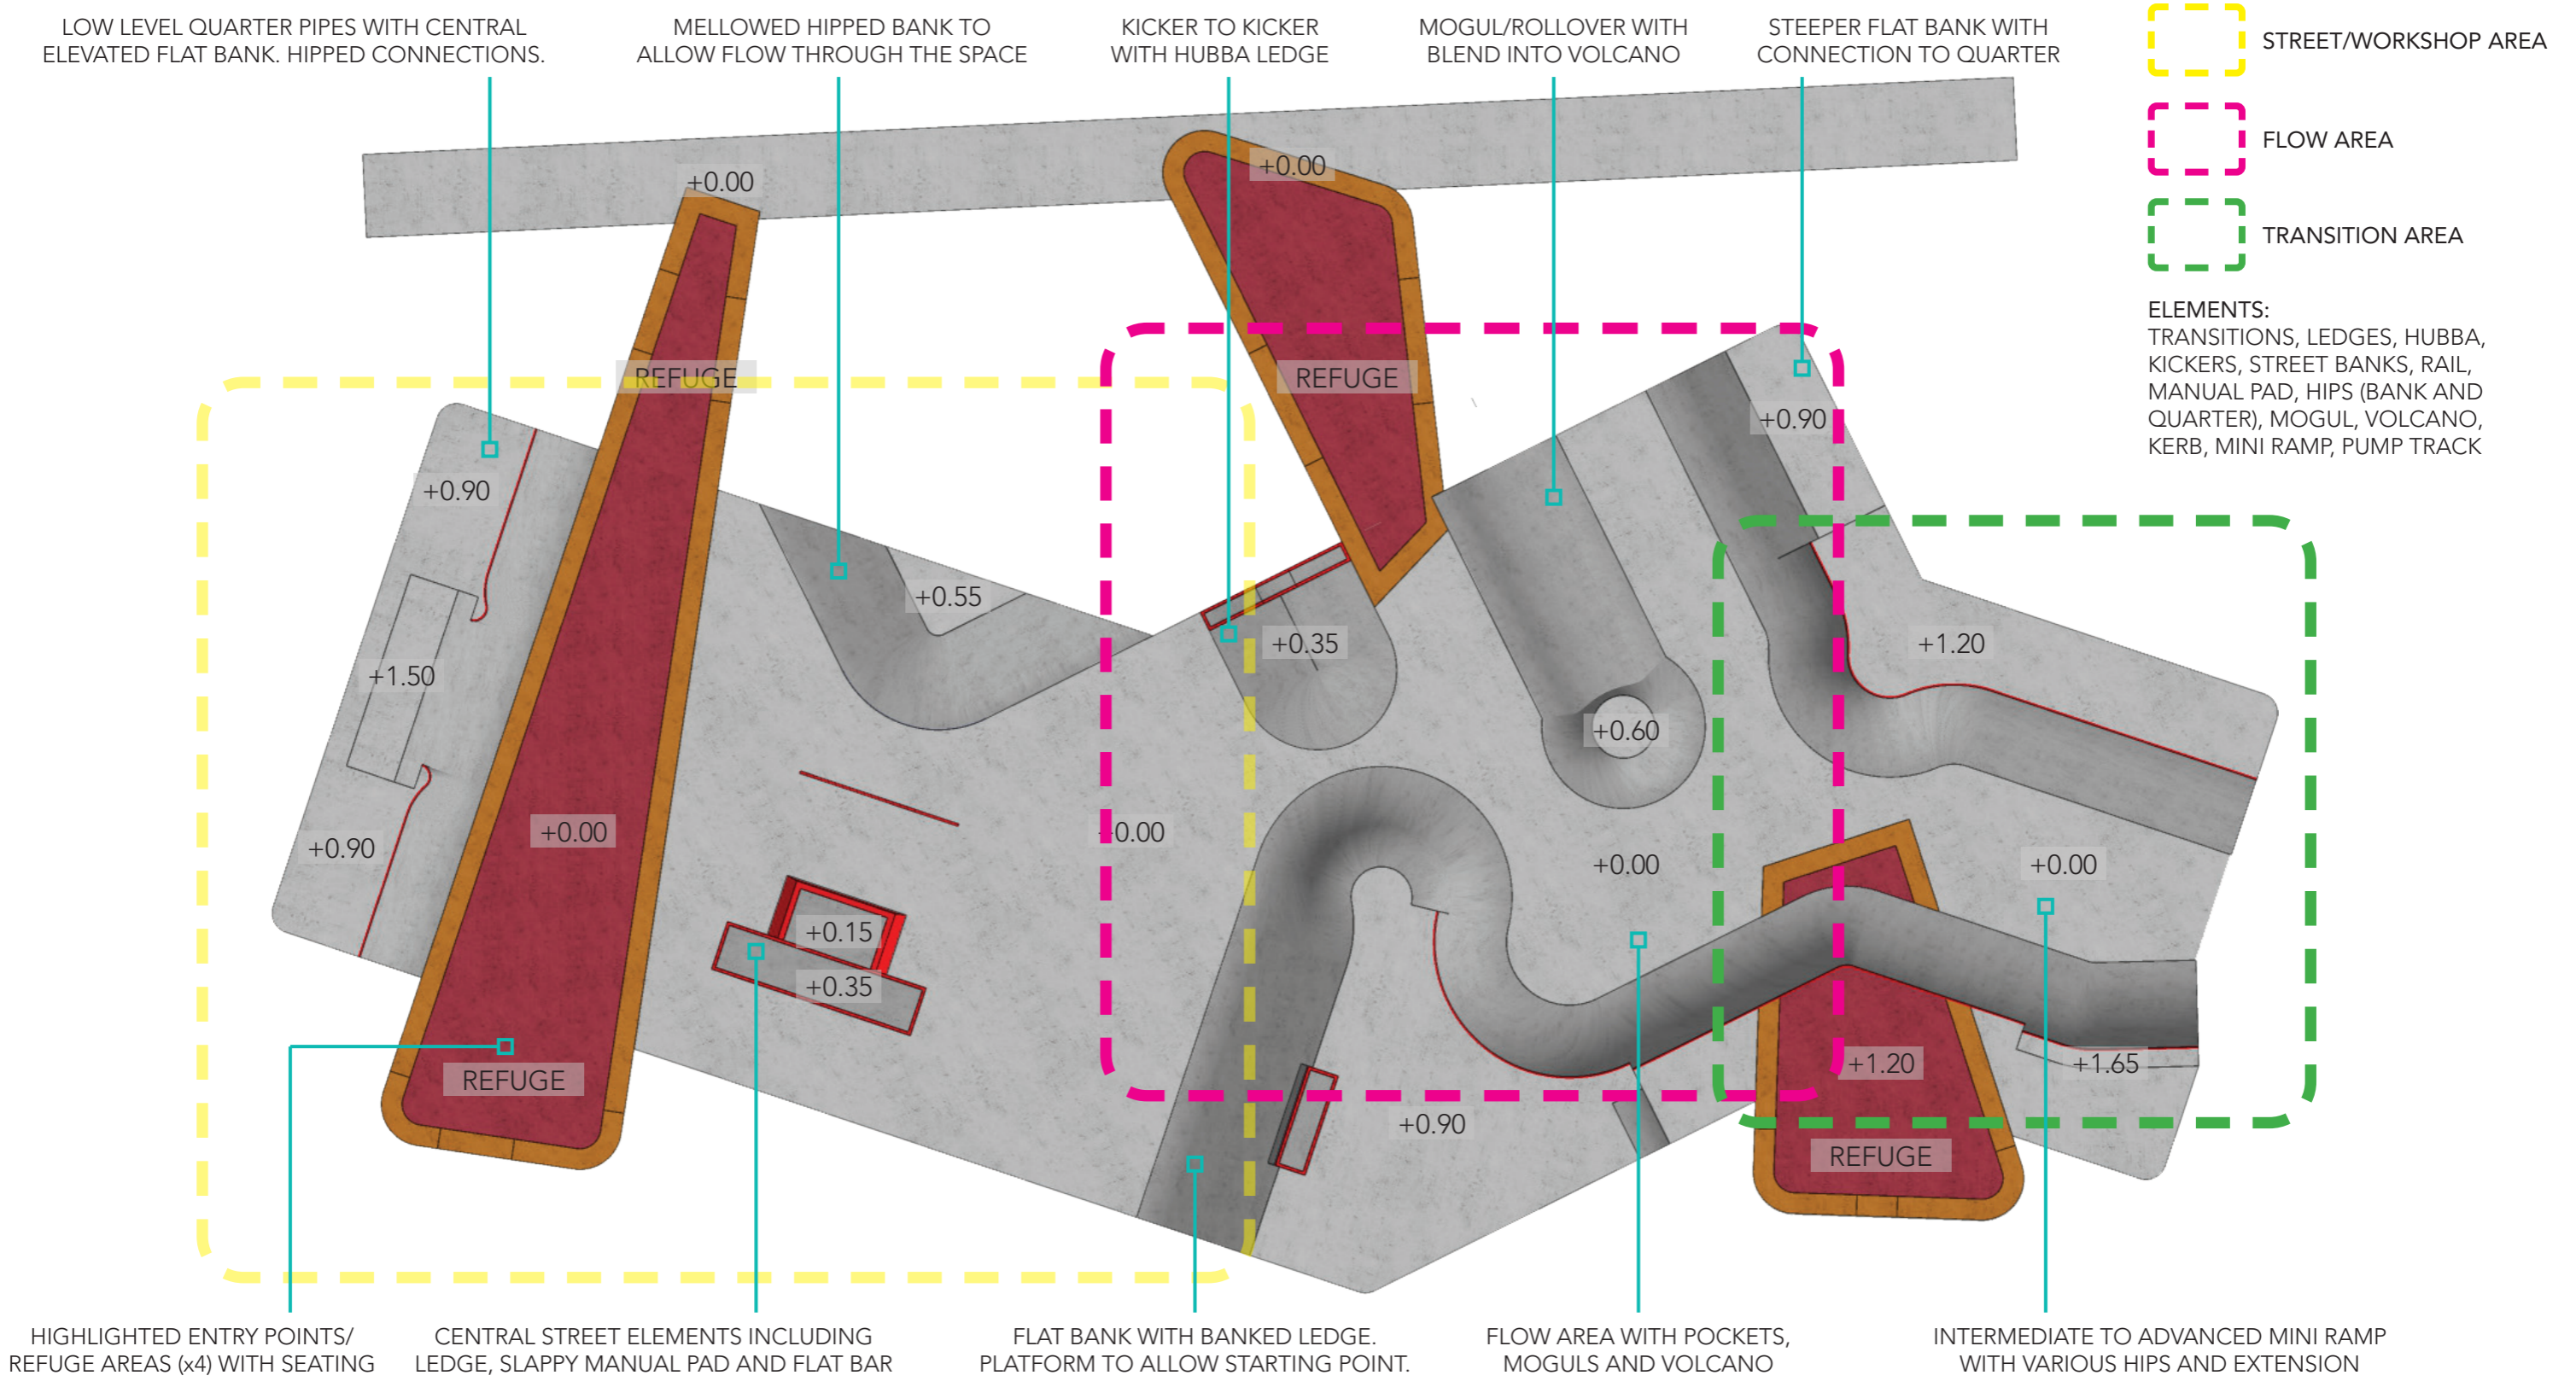 LOW LEVEL QUARTER PIPES WITH CENTRAL
ELEVATED FLAT BANK. HIPPED CONNECTIONS.
MELLOWED HIPPED BANK TO
ALLOW FLOW THROUGH THE SPACE
KICKER TO KICKER
WITH HUBBA LEDGE
MOGUL/ROLLOVER WITH
BLEND INTO VOLCANO
STEEPER FLAT BANK WITH
CONNECTION TO QUARTER
STREET/WORKSHOP AREA
FLOW AREA
TRANSITION AREA
ELEMENTS:
TRANSITIONS, LEDGES, HUBBA,
KICKERS, STREET BANKS, RAIL,
MANUAL PAD, HIPS (BANK AND
QUARTER), MOGUL, VOLCANO,
KERB, MINI RAMP, PUMP TRACK
+0.00
+0.00
REFUGE
REFUGE
+0.90
+0.90
+0.55
+0.35
+1.20
+1.50
+0.60
+0.00
+0.00
+0.90
+0.00
+0.00
+0.15
+0.35
+1.20
+1.65
REFUGE
+0.90
REFUGE
HIGHLIGHTED ENTRY POINTS/
REFUGE AREAS (x4) WITH SEATING
CENTRAL STREET ELEMENTS INCLUDING
LEDGE, SLAPPY MANUAL PAD AND FLAT BAR
FLAT BANK WITH BANKED LEDGE.
PLATFORM TO ALLOW STARTING POINT.
FLOW AREA WITH POCKETS,
MOGULS AND VOLCANO
INTERMEDIATE TO ADVANCED MINI RAMP
WITH VARIOUS HIPS AND EXTENSION